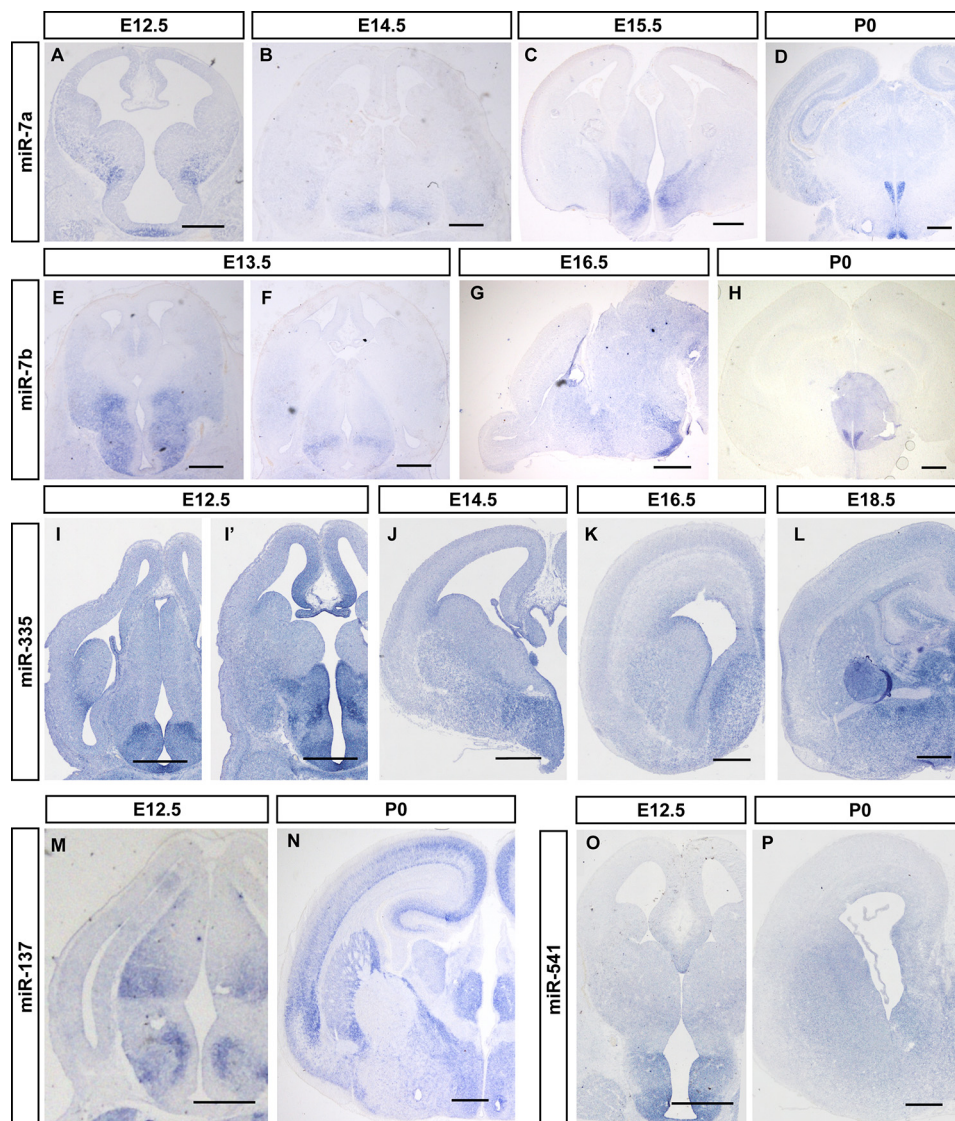 E12.5 E14.5 E15.5 P0
miR-7a
A B C D
E13.5 E16.5 P0
miR-7b
E F G H
E12.5 E14.5 E16.5 E18.5
miR-335
I I' J K L
E12.5 P0 E12.5 P0
miR-137
M N
miR-541
O P